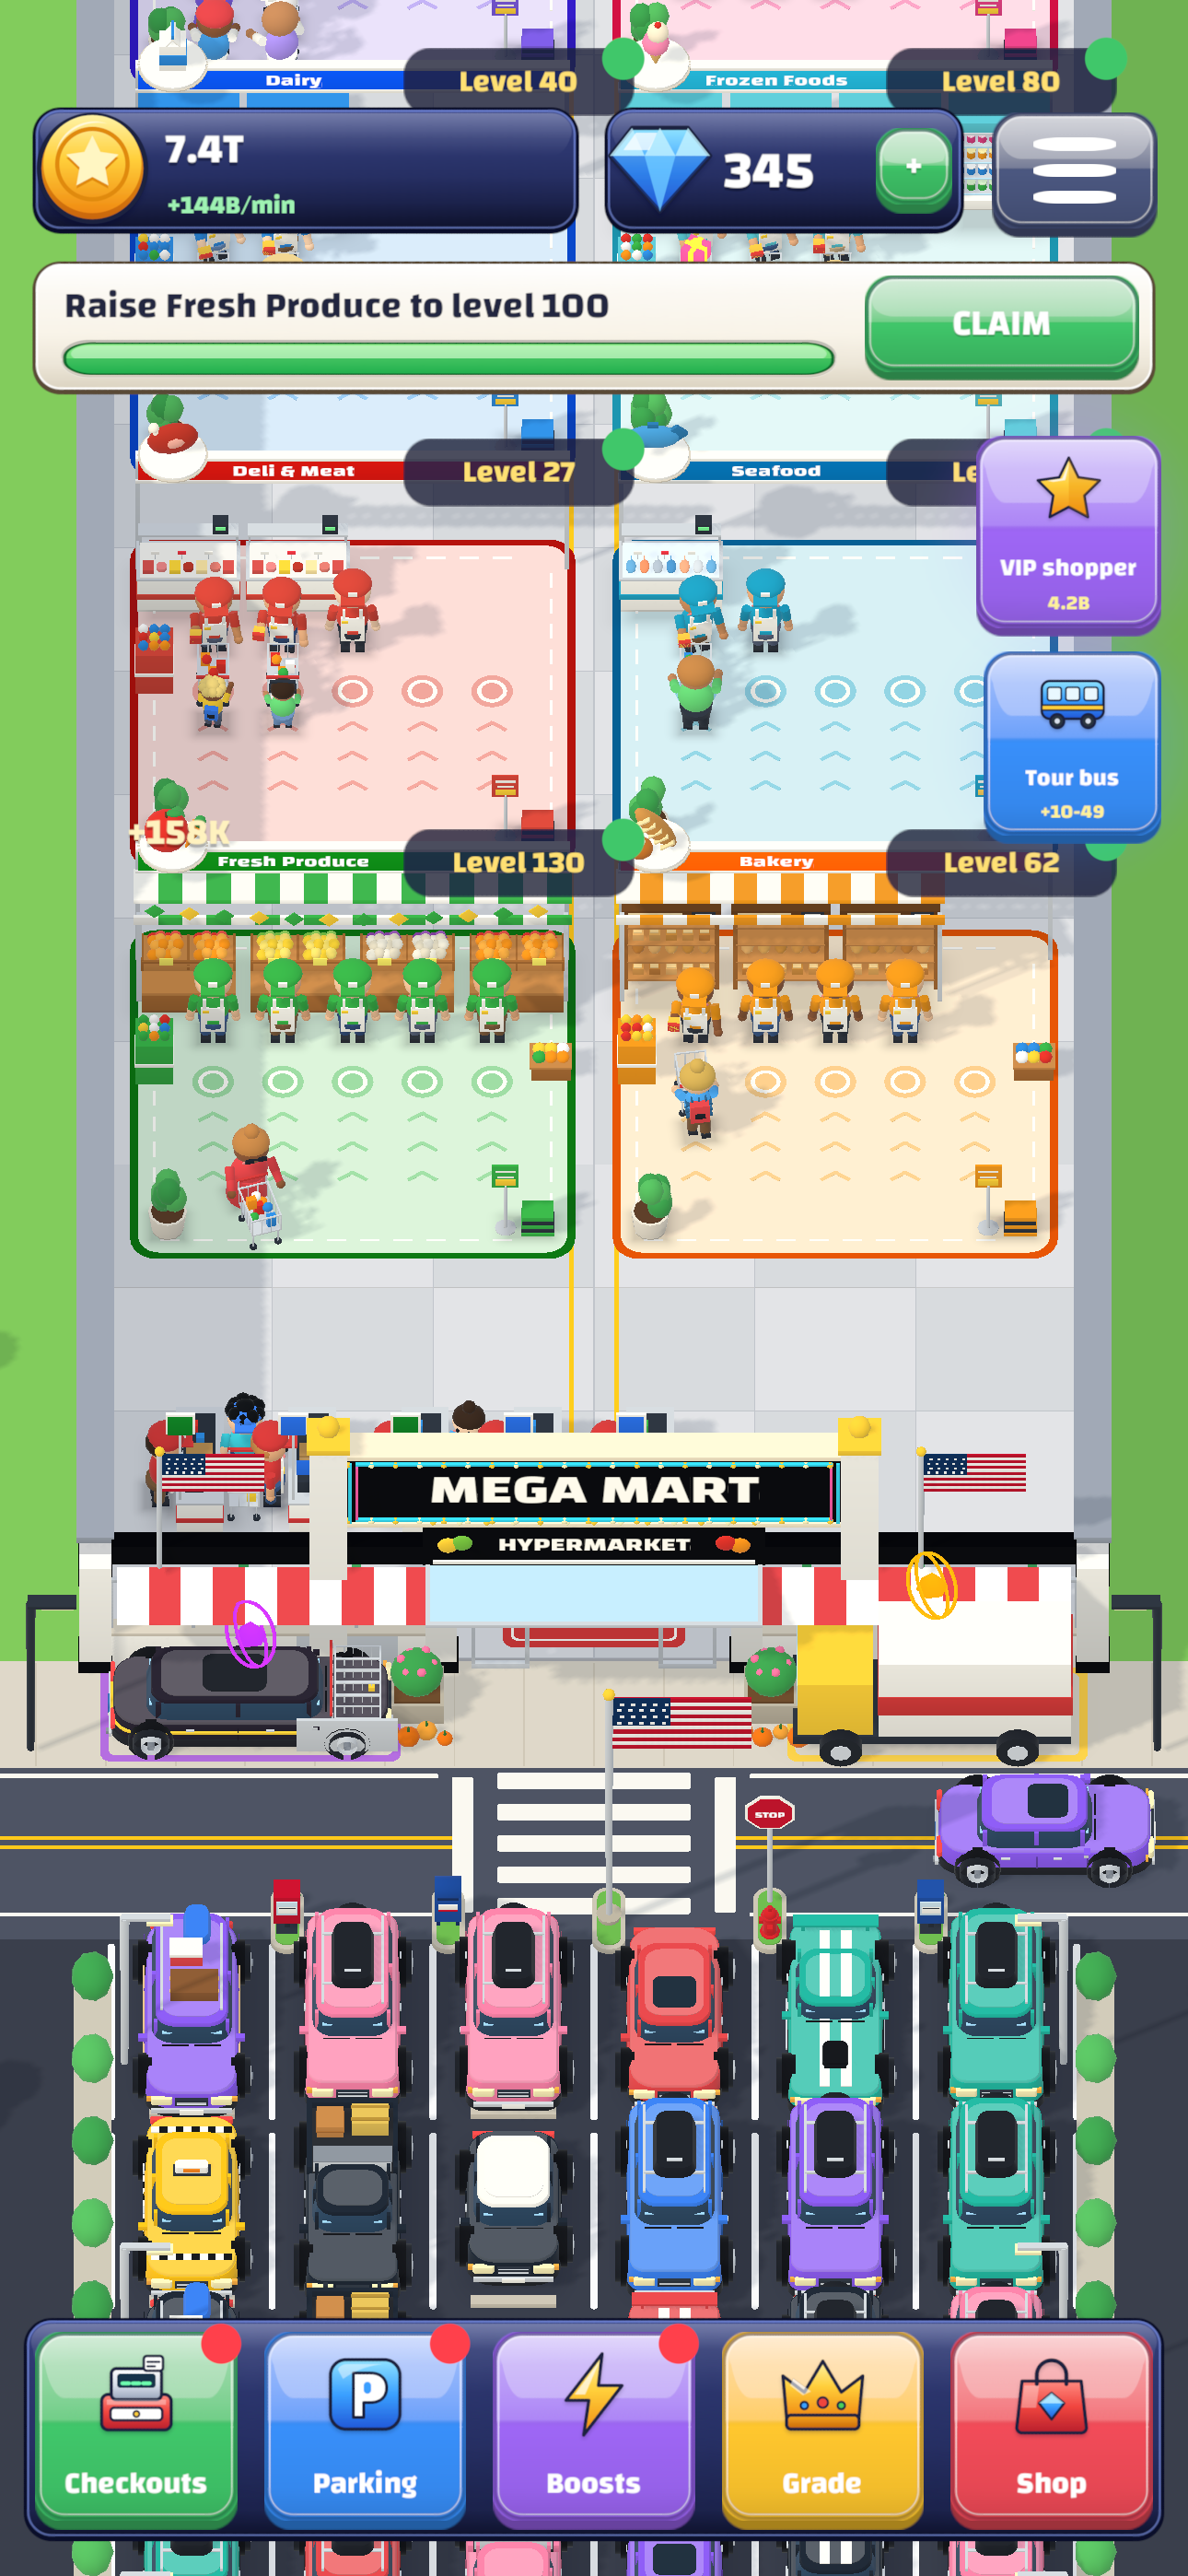 Dairy
Level 40
Frozen Foods
Level 80
7.4T
+144B/min
345
+
Raise Fresh Produce to level 100
CLAIM
Deli & Meat
Level 27
Seafood
VIP shopper
4.2B
Tour bus
+10-49
+158K
Fresh Produce
Level 130
Bakery
Level 62
MEGA MART
HYPERMARKET
STOP
Checkouts
P
Parking
Boosts
Grade
Shop